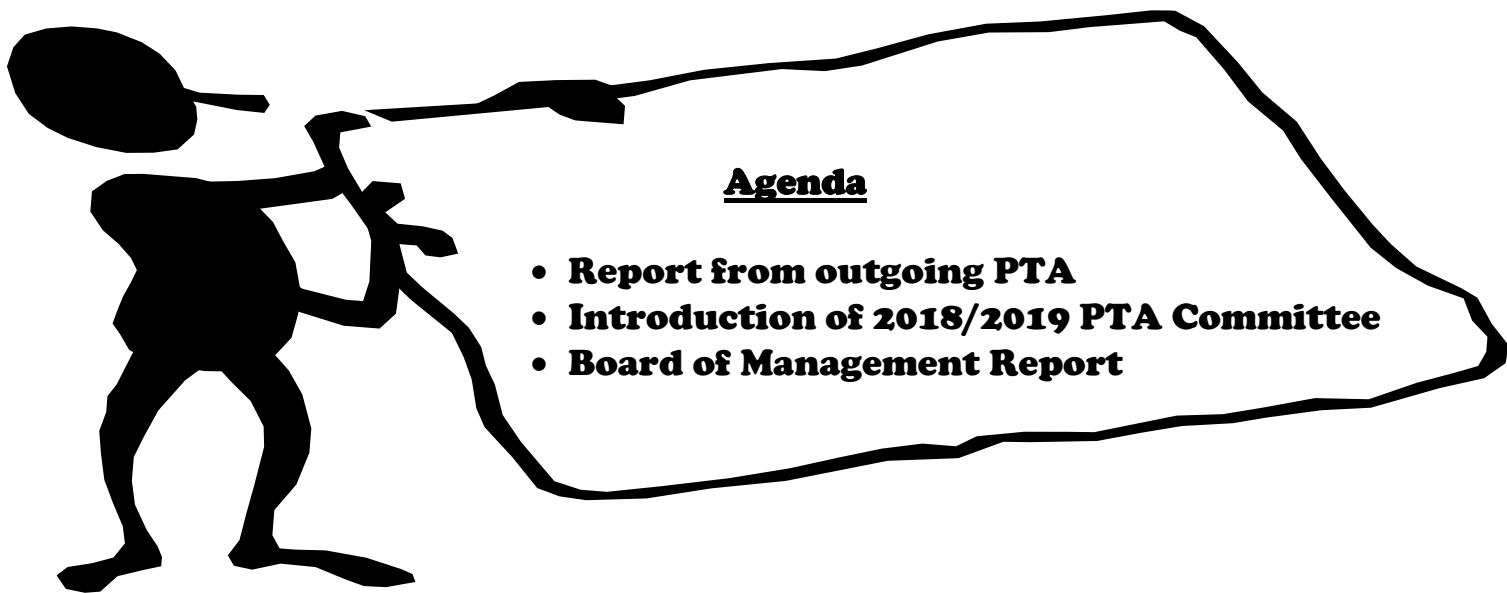 Agenda
• Report from outgoing PTA
• Introduction of 2018/2019 PTA Committee
• Board of Management Report